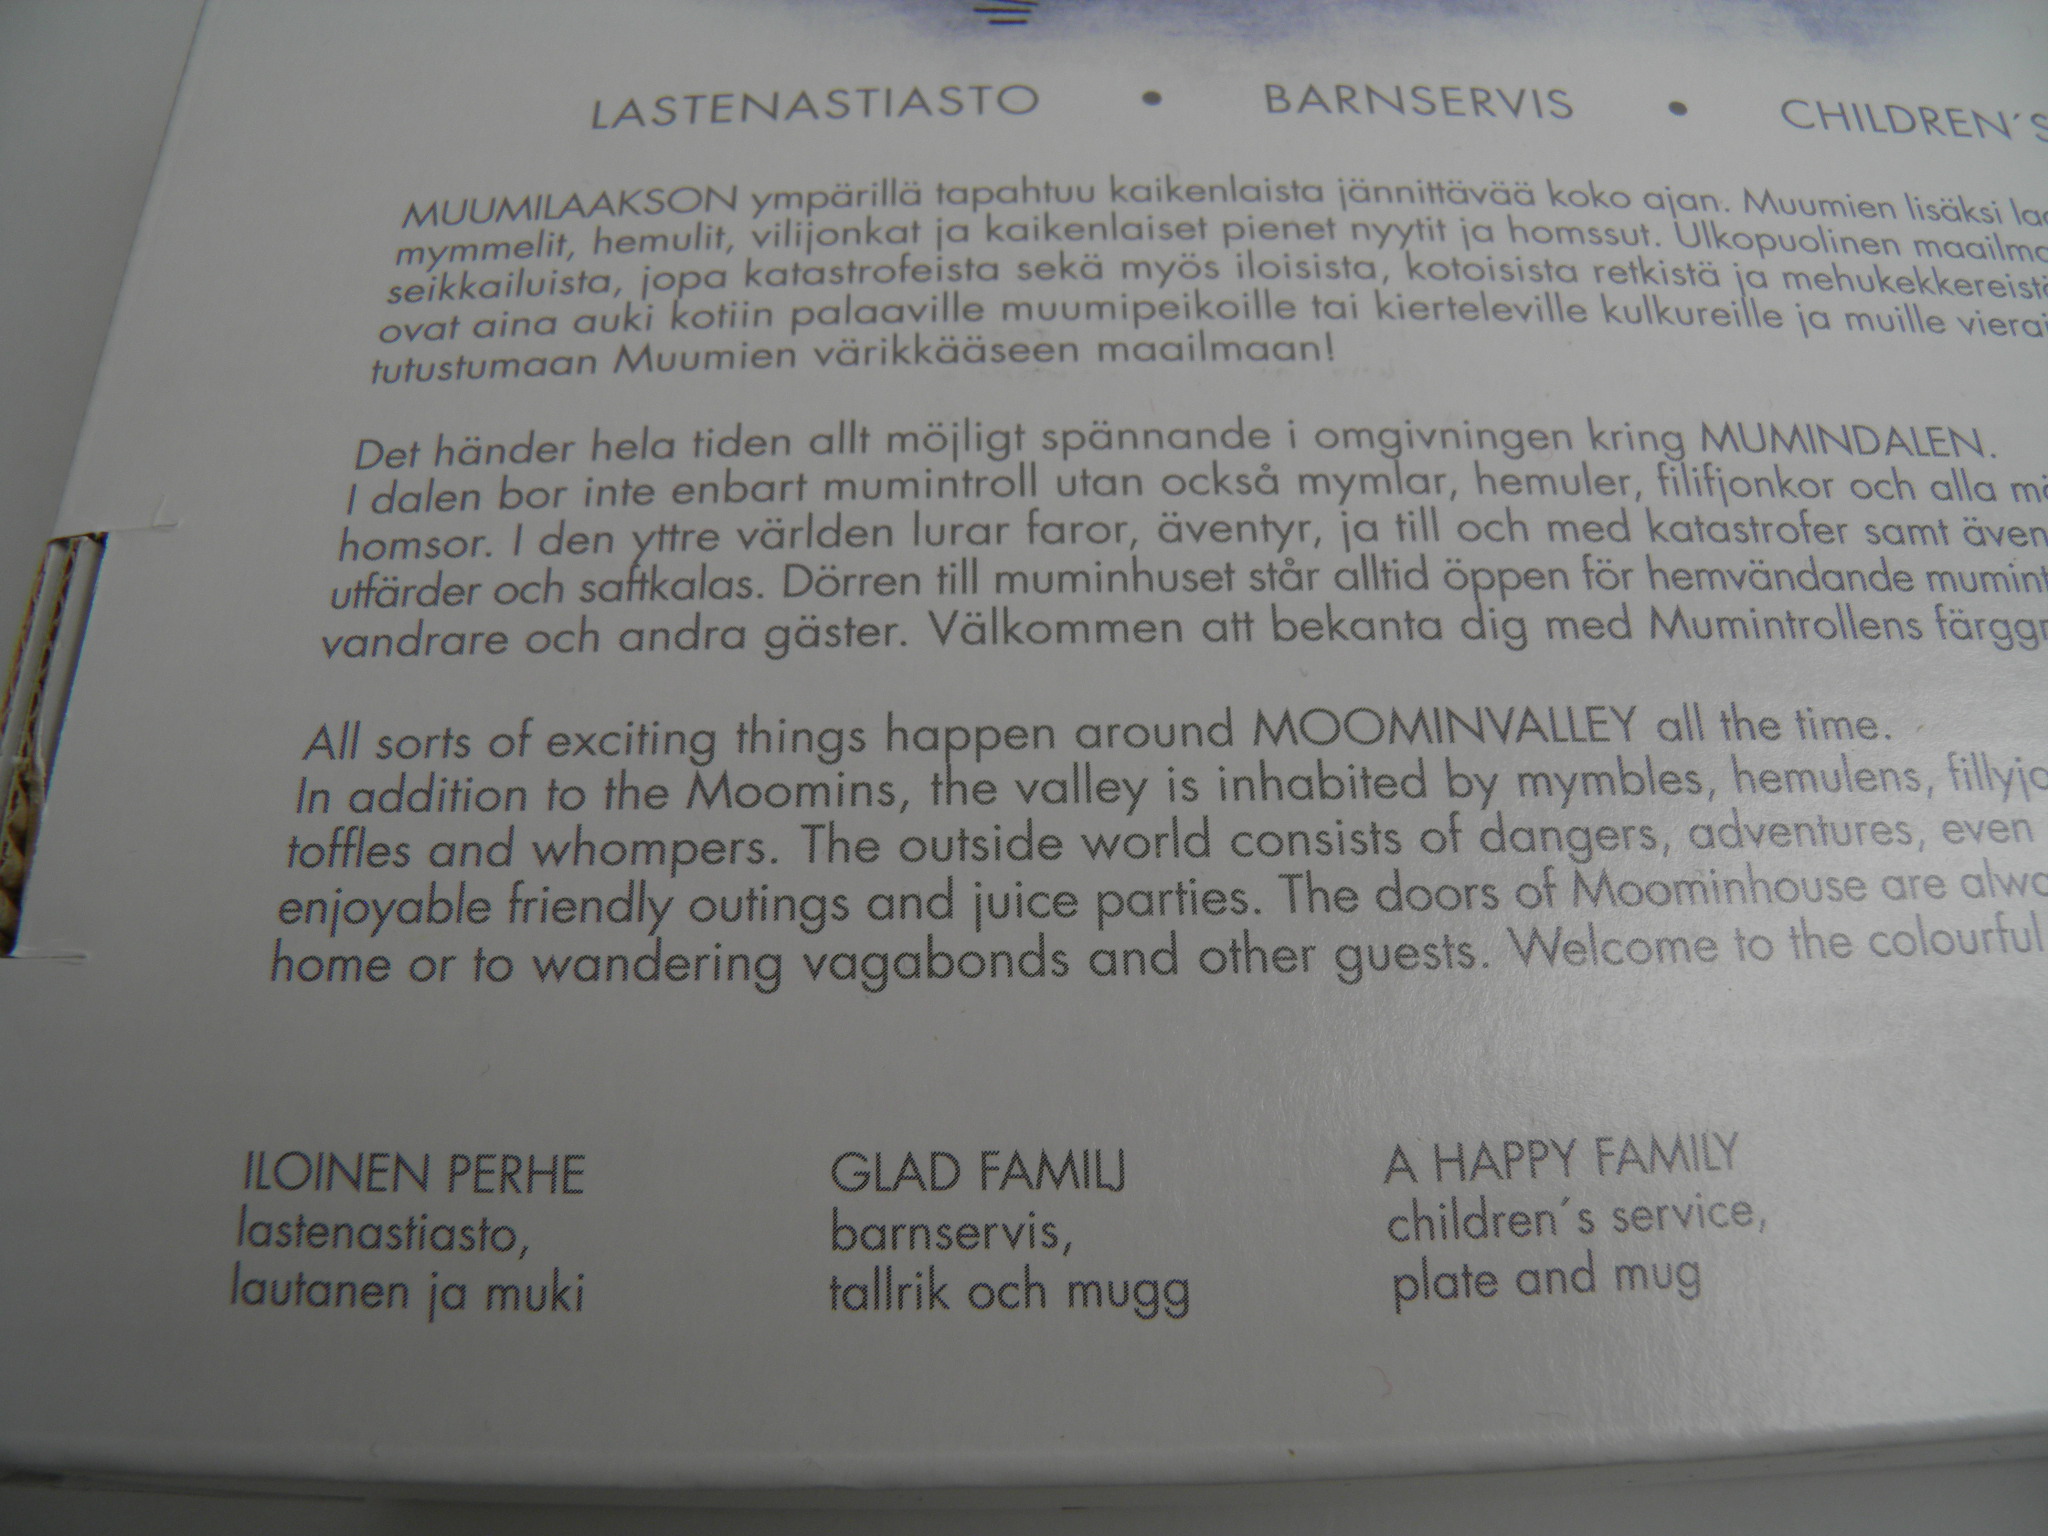 LASTENASTIASTO • BARNSERVIS • CHILDREN´S
MUUMILAAKSON ympärillä tapahtuu kaikenlaista jännittävää koko ajan. Muumien lisäksi
mymmelit, hemulit, vilijonkat ja kaikenlaiset pienet nyytit ja homssut. Ulkopuolinen
seikkailuista, jopa katastrofeista sekä myös iloisista, kotoisista retkistä ja
ovat aina auki kotiin palaaville muumipeikoille tai kierteleville kulkureille ja muille
tutustumaan Muumien värikkääseen maailmaan!
Det händer hela tiden allt möjligt spännande i omgivningen kring MUMINDALEN.
I dalen bor inte enbart mumintroll utan också mymlar, hemuler, filifjonkor och alla
homsor. I den yttre världen lurar faror, äventyr, ja till och med katastrofer samt även
utfärder och saftkalas. Dörren till muminhuset står alltid öppen för hemvändande
vandrare och andra gäster. Välkommen att bekanta dig med Mumintrollens
All sorts of exciting things happen around MOOMINVALLEY all the time.
In addition to the Moomins, the valley is inhabited by mymbles, hemulens,
toffles and whompers. The outside world consists of dangers, adventures, even
enjoyable friendly outings and juice parties. The doors of Moominhouse are
home or to wandering vagabonds and other guests. Welcome to the colourful
ILOINEN PERHE
lastenastiasto,
lautanen ja muki
GLAD FAMILJ
barnservis,
tallrik och mugg
A HAPPY FAMILY
children´s service,
plate and mug